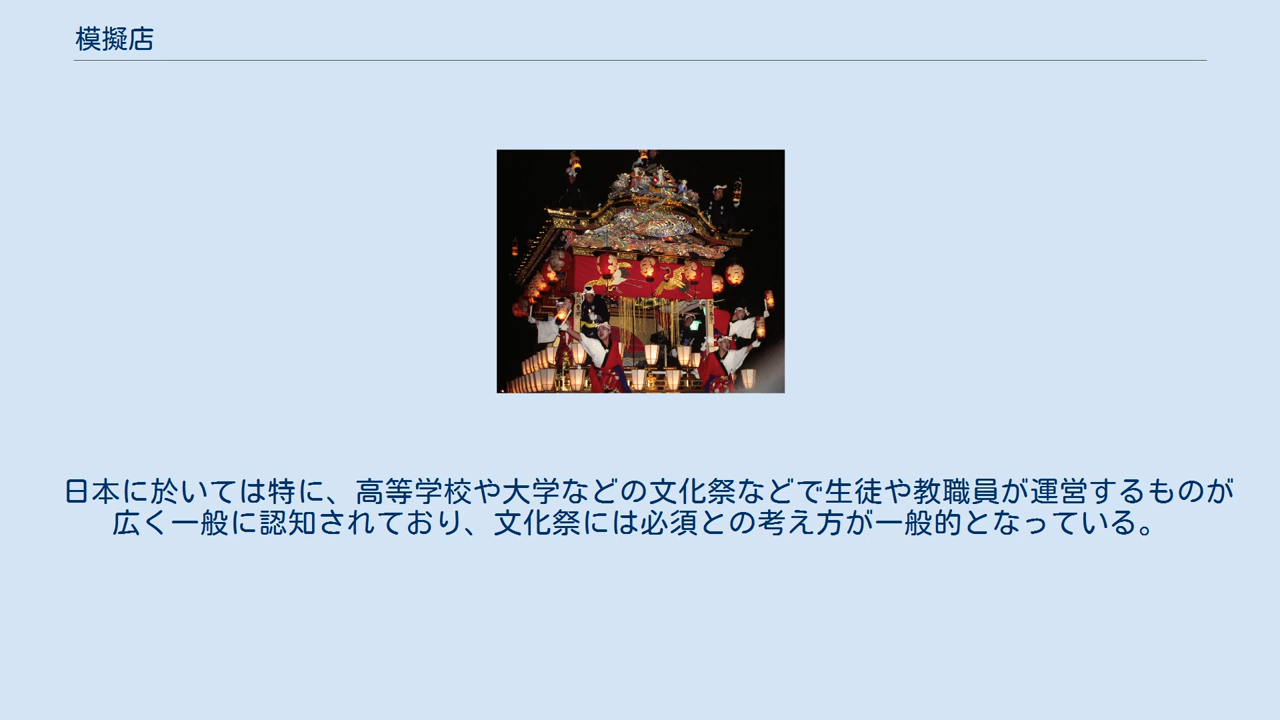 模擬店
日本に於いては特に、高等学校や大学などの文化祭などで生徒や教職員が運営するものが
広く一般に認知されており、文化祭には必須との考え方が一般的となっている。